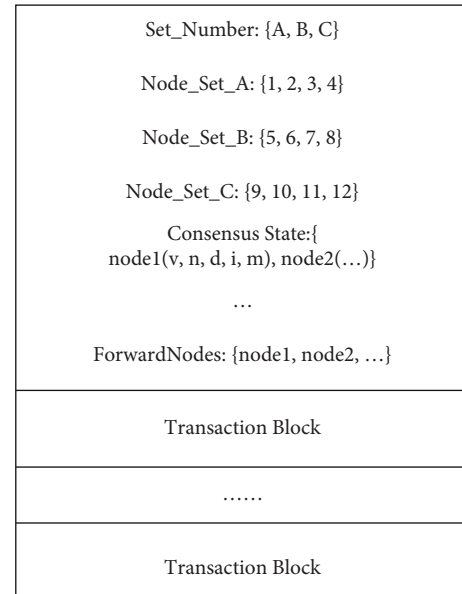 Set_Number: {A, B, C}
Node_Set_A: {1, 2, 3, 4}
Node_Set_B: {5, 6, 7, 8}
Node_Set_C: {9, 10, 11, 12}
Consensus State:{
node1(v, n, d, i, m), node2(…)}
…
ForwardNodes: {node1, node2, …}
Transaction Block
……
Transaction Block